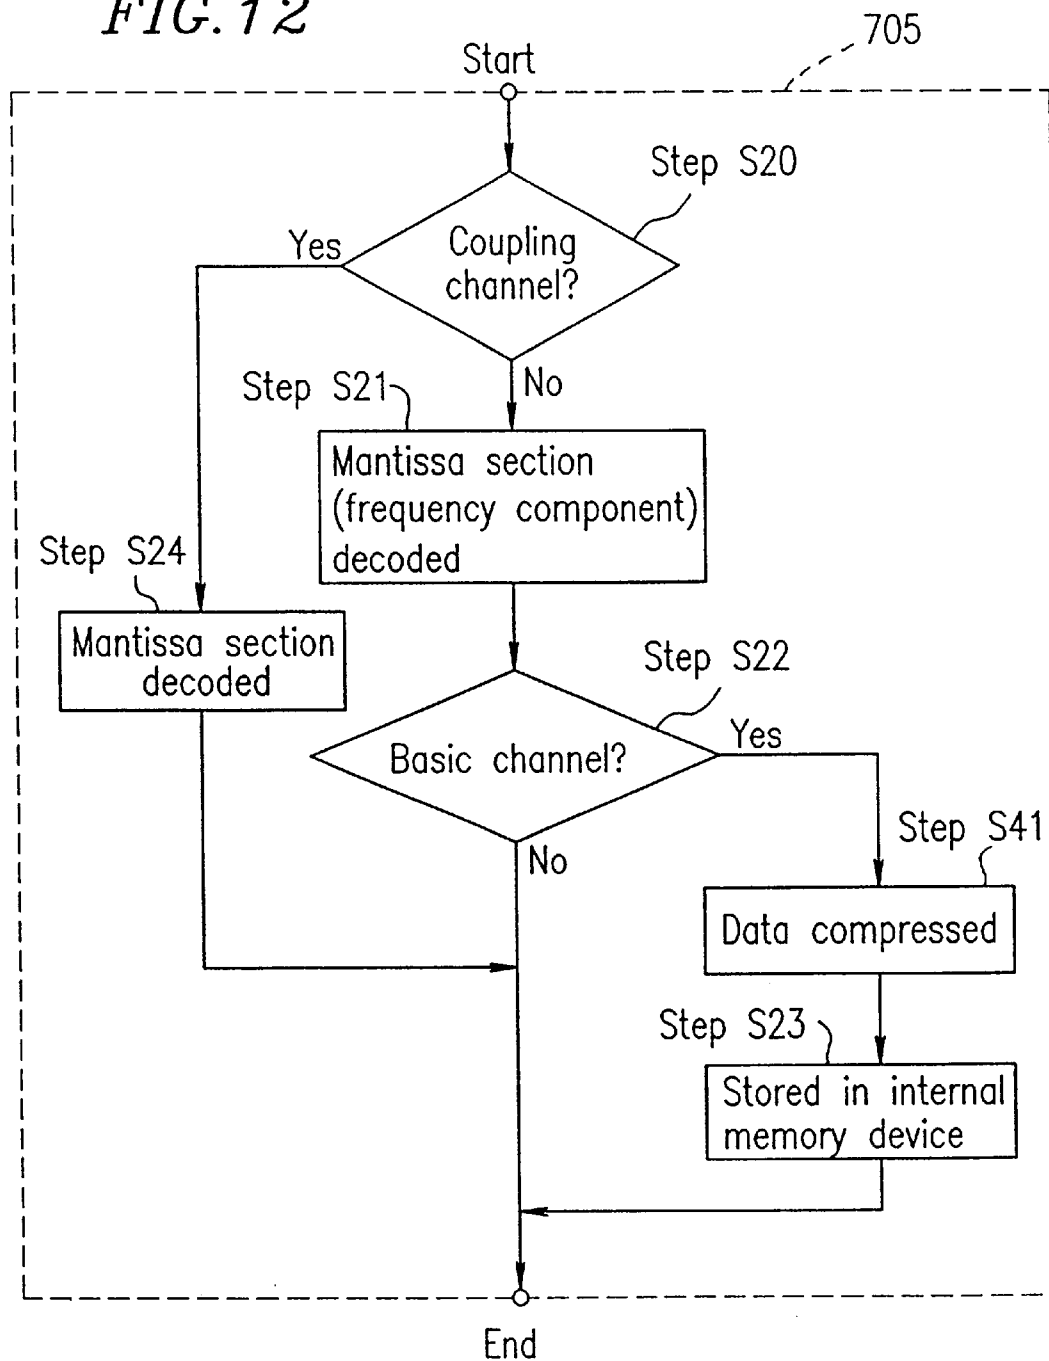 FIG. 12
705
Start
Step S20
Coupling
channel?
Yes
No
Step S21
Mantissa section
(frequency component)
decoded
Step S24
Mantissa section
decoded
Step S22
Basic channel?
Yes
No
Step S41
Data compressed
Step S23
Stored in internal
memory device
End